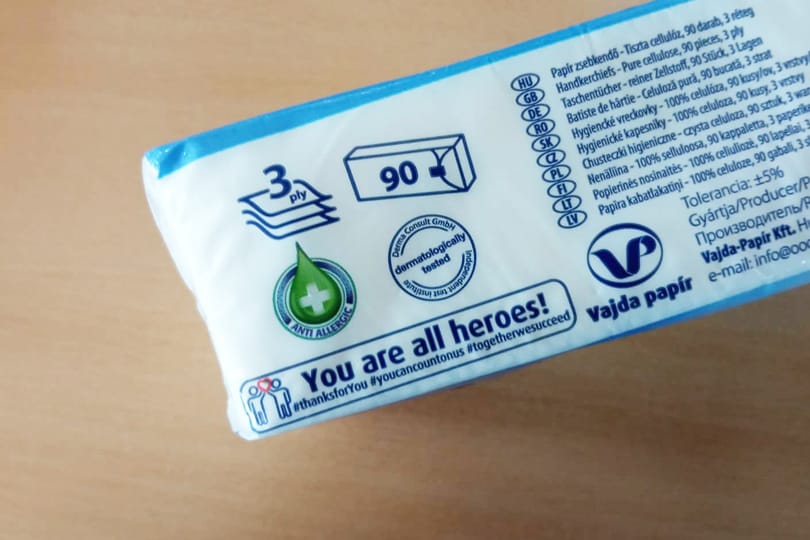 3
ply
90
ANTI ALLERGIC
Derma Consult GmbH
dermatologically
tested
independent test institute
You are all heroes!
#thanksforYou #youcancountonus #togetherwesucceed
HU
GB
DE
RO
SK
CZ
PL
FI
LT
LV
Papír zsebkendő - Tiszta cellulóz, 90 darab, 3 réteg
Handkerchiefs - Pure cellulose, 90 pieces, 3 ply
Taschentücher - reiner Zellstoff, 90 Stück, 3 Lagen
Batiste de hârtie - Celuloză pură, 90 bucată, 3 strat
Hygienické vreckovky - 100% celulóza, 90 kusy/ov, 3
Hygienické kapesníky - 100% celulóza, 90 kusy, 3
Chusteczki higieniczne - czysta celuloza, 90 sztuk, 3
Nenäliina - 100% selluloosa, 90 kappaletta, 3
Popierinės nosinaitės - 100% celiuliozė, 90 lapeliai, 3
Papīra kabatlakatiņi - 100% celuloze, 90 gabali, 3
Tolerancia: ±5%
Gyártja/Producer/
Производитель/
Vajda-Papír Kft.
e-mail: info@
VP
Vajda papír